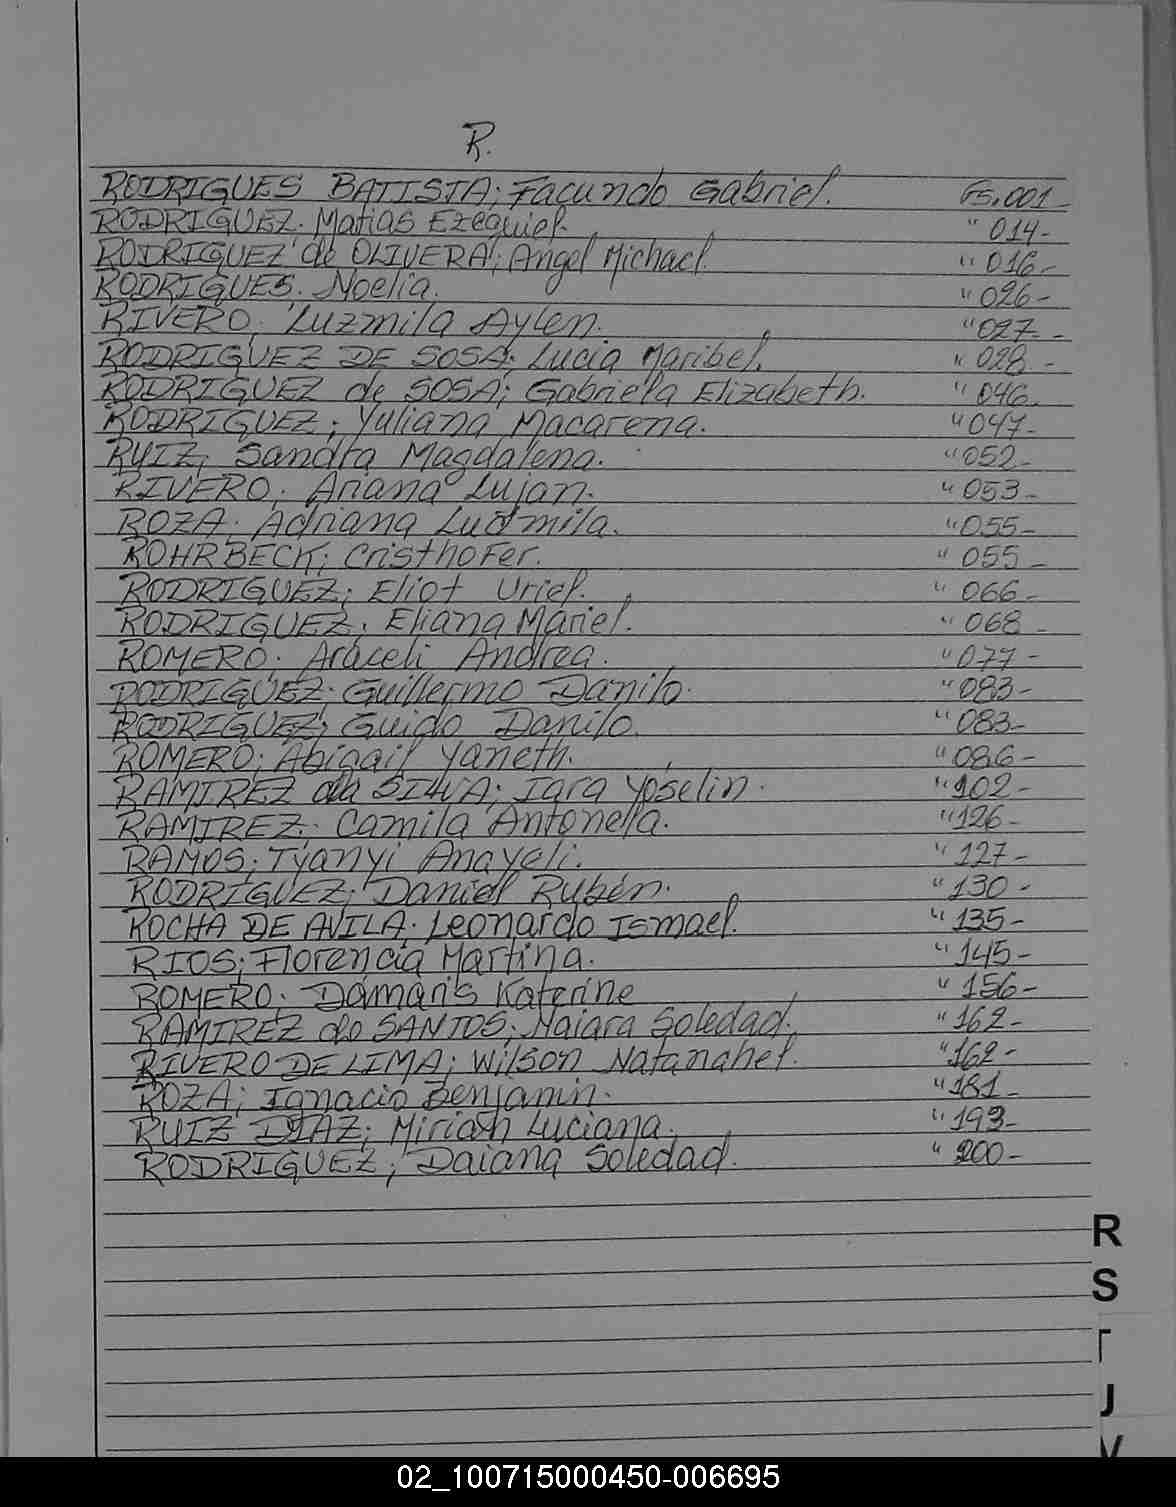 R.
RODRIGUES BATISTA; Facundo Gabriel. Fs. 001-
RODRIGUEZ. Matias Ezequiel. " 014-
RODRIGUEZ de OLIVERA; Angel Michael. " 016-
RODRIGUES. Noelia. " 026-
RIVERO. Luzmila Aylen. " 027-
RODRIGUEZ DE SOSA; Lucia Maribel. " 028-
RODRIGUEZ de SOSA; Gabriela Elizabeth. " 046.
RODRIGUEZ; Yuliana Macarena. " 047-
RUIZ; Sandra Magdalena. " 052-
RIVERO; Ariana Lujan. " 053-
ROZA. Adriana Ludmila. " 055-
ROHRBECK; CristhoFer. " 055-
RODRIGUEZ; Eliot Uriel. " 066-
RODRIGUEZ; Eliana Mariel. " 068-
ROMERO. Araceli Andrea. " 077-
RODRIGUEZ; Guillermo Danilo. " 083-
RODRIGUEZ; Guido Danilo. " 083-
ROMERO; Abigail Yaneth. " 086-
RAMIREZ da SILVA; Iara Yoselin. " 102-
RAMIREZ. Camila Antonella. " 126-
RAMOS; Tyanyi Anayeli. " 127-
RODRIGUEZ; Daniel Rubén. " 130-
ROCHA DE AVILA. Leonardo Ismael. " 135-
RIOS; Florencia Martina. " 145-
ROMERO. Damaris Katerine " 156-
RAMIREZ do SANTOS; Naiara Soledad. " 162-
RIVERO DE LIMA; Wilson Natanahel. " 162-
ROZA; Ignacio Benjamin. " 181-
RUIZ DIAZ; Miriam Luciana. " 193-
RODRIGUEZ; Daiana Soledad. " 200-
R
S
T
U
V
02_100715000450-006695